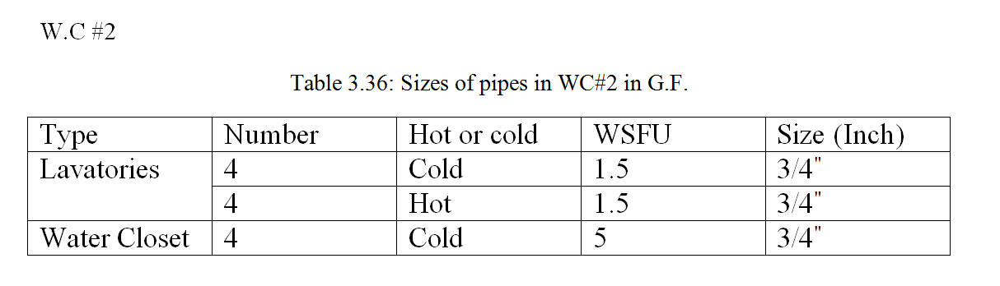 W.C #2
Table 3.36: Sizes of pipes in WC#2 in G.F.
Type Number Hot or cold WSFU Size (Inch)
Lavatories 4 Cold 1.5 3/4"
4 Hot 1.5 3/4"
Water Closet 4 Cold 5 3/4"